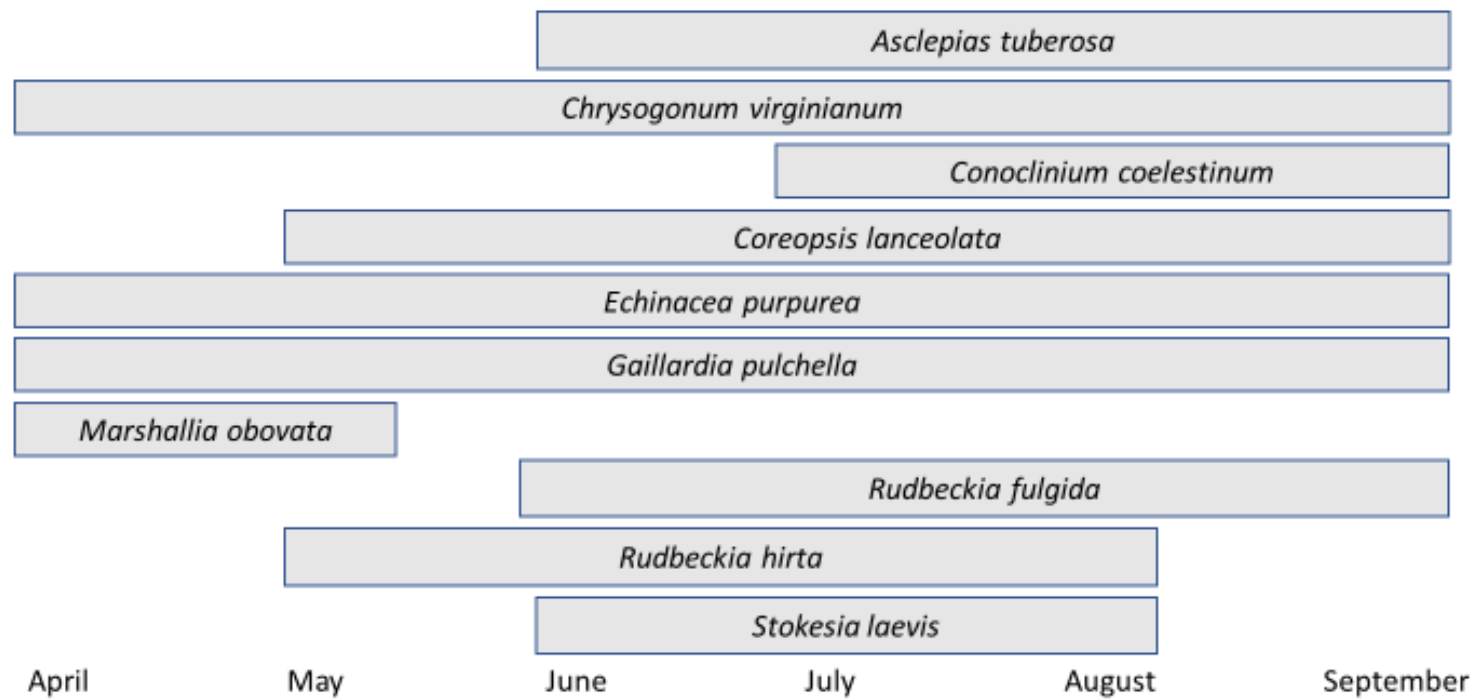 Asclepias tuberosa
Chrysogonum virginianum
Conoclinium coelestinum
Coreopsis lanceolata
Echinacea purpurea
Gaillardia pulchella
Marshallia obovata
Rudbeckia fulgida
Rudbeckia hirta
Stokesia laevis
April May June July August September